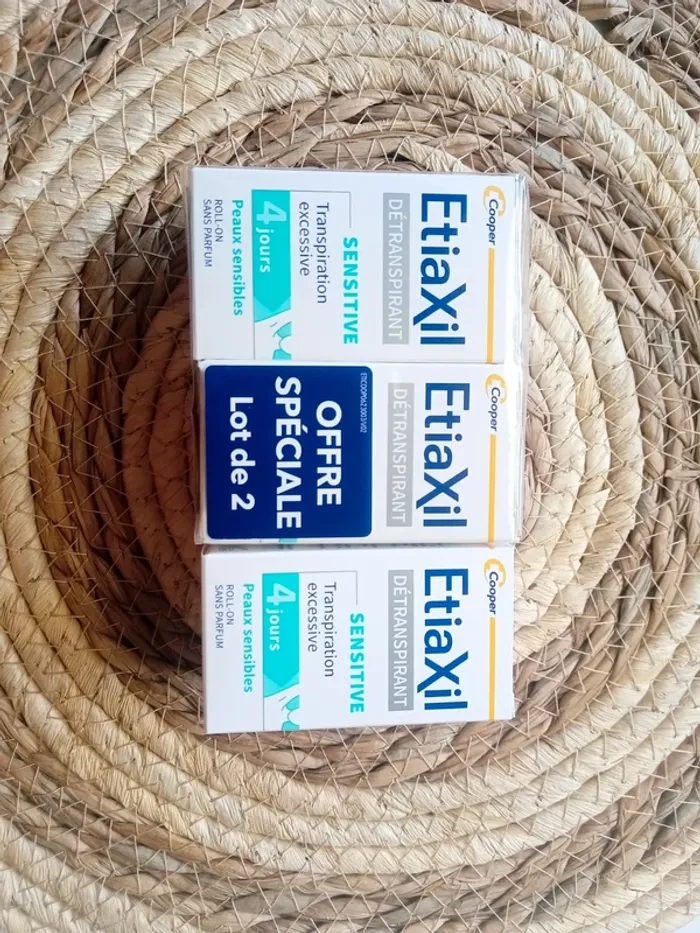 Cooper
EtiaXil
DÉTRANSPIRANT
SENSITIVE
Transpiration
excessive
4 jours
Peaux sensibles
ROLL-ON
SANS PARFUM
Cooper
EtiaXil
DÉTRANSPIRANT
OFFRE
SPÉCIALE
Lot de 2
Cooper
EtiaXil
DÉTRANSPIRANT
SENSITIVE
Transpiration
excessive
4 jours
Peaux sensibles
ROLL-ON
SANS PARFUM